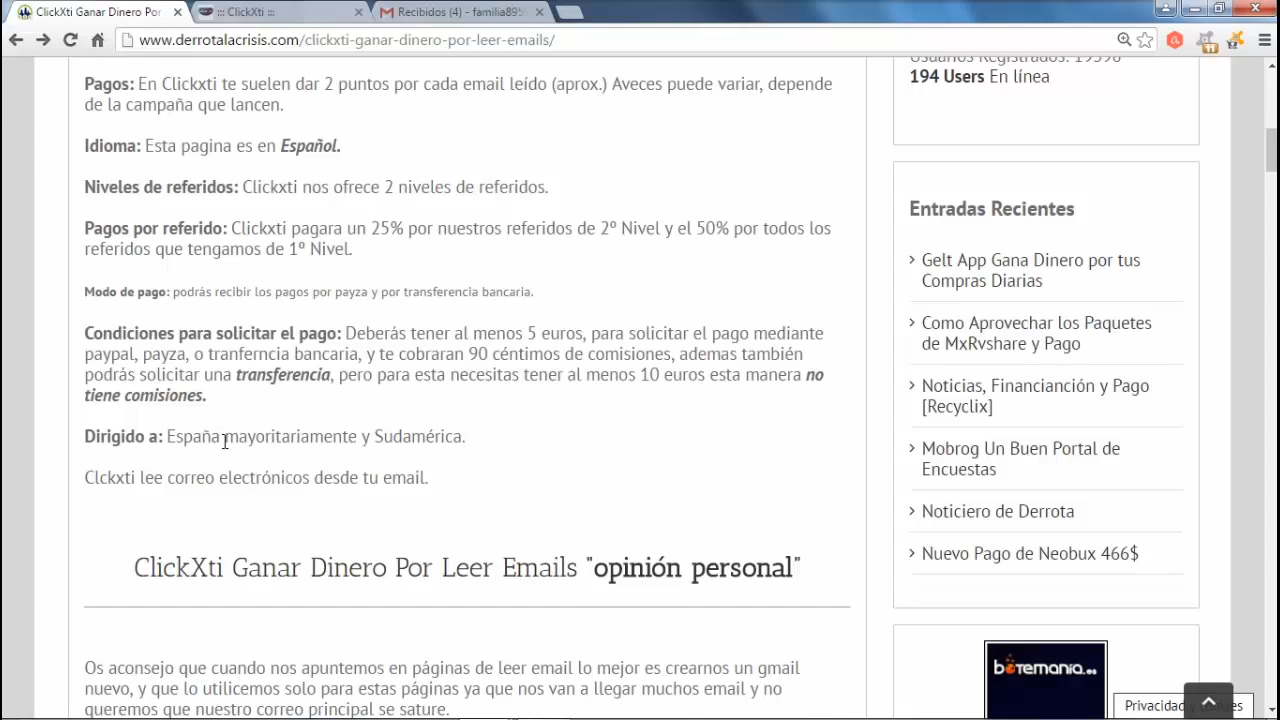 ClickXti Ganar Dinero Por
::: ClickXti :::
Recibidos (4) - familia895
www.derrotalacrisis.com/clickxti-ganar-dinero-por-leer-emails/
11
Pagos: En Clickxti te suelen dar 2 puntos por cada email leído (aprox.) Aveces puede variar, depende
de la campaña que lancen.
Idioma: Esta pagina es en Español.
Niveles de referidos: Clickxti nos ofrece 2 niveles de referidos.
Pagos por referido: Clickxti pagara un 25% por nuestros referidos de 2º Nivel y el 50% por todos los
referidos que tengamos de 1º Nivel.
Modo de pago: podrás recibir los pagos por payza y por transferencia bancaria.
Condiciones para solicitar el pago: Deberás tener al menos 5 euros, para solicitar el pago mediante
paypal, payza, o tranferncia bancaria, y te cobraran 90 céntimos de comisiones, ademas también
podrás solicitar una transferencia, pero para esta necesitas tener al menos 10 euros esta manera no
tiene comisiones.
Dirigido a: España mayoritariamente y Sudamérica.
Clckxti lee correo electrónicos desde tu email.
ClickXti Ganar Dinero Por Leer Emails "opinión personal"
Os aconsejo que cuando nos apuntemos en páginas de leer email lo mejor es crearnos un gmail
nuevo, y que lo utilicemos solo para estas páginas ya que nos van a llegar muchos email y no
queremos que nuestro correo principal se sature.
Usuarios Registrados: 19598
194 Users En línea
Entradas Recientes
Gelt App Gana Dinero por tus
Compras Diarias
Como Aprovechar los Paquetes
de MxRvshare y Pago
Noticias, Financianción y Pago
[Recyclix]
Mobrog Un Buen Portal de
Encuestas
Noticiero de Derrota
Nuevo Pago de Neobux 466$
botemania.es
Privacidad y cookies